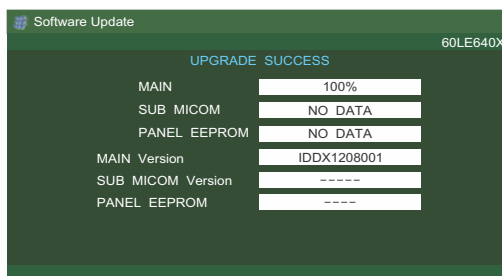 Software Update
60LE640X
UPGRADE SUCCESS
MAIN 100%
SUB MICOM NO DATA
PANEL EEPROM NO DATA
MAIN Version IDDX1208001
SUB MICOM Version -----
PANEL EEPROM ----